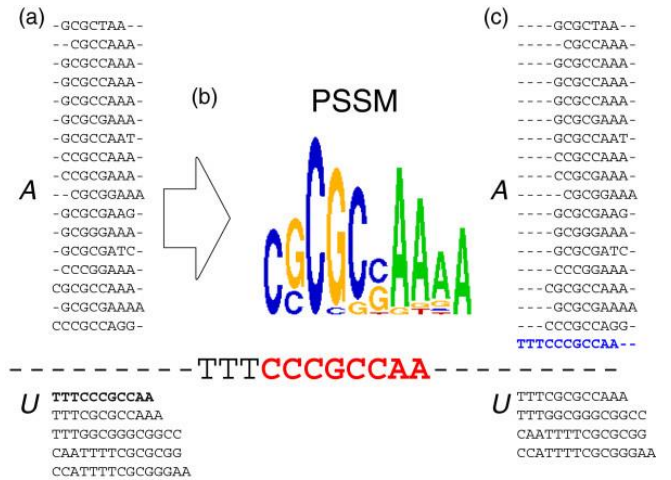 (a)
-GCGCTAA--
--CGCCAAA-
-GCGCCAAA-
-GCGCCAAA-
-GCGCCAAA-
-GCGCGAAA-
-GCGCCAAT-
-CCGCCAAA-
-CCGCGAAA-
A
--CGCGGAAA
-GCGCGAAG-
-GCGGGAAA-
-GCGCGATC-
-CCCGGAAA-
CGCGCCAAA-
-GCGCGAAAA
CCCGCCAGG-
(b)
PSSM
(c)
----GCGCTAA--
-----CGCCAAA-
----GCGCCAAA-
----GCGCCAAA-
----GCGCCAAA-
----GCGCGAAA-
----GCGCCAAT-
----CCGCCAAA-
----CCGCGAAA-
A
-----CGCGGAAA
----GCGCGAAG-
----GCGGGAAA-
----GCGCGATC-
----CCCGGAAA-
---CGCGCCAAA-
----GCGCGAAAA
---CCCGCCAGG-
TTTCCCGCCAA--
TTTCCCGCCAA
U
TTTCCCGCCAA
TTTCGCGCCAAA
TTTGGCGGGCGGCC
CAATTTTCGCGCGG
CCATTTTCGCGGGAA
U
TTTCGCGCCAAA
TTTGGCGGGCGGCC
CAATTTTCGCGCGG
CCATTTTCGCGGGAA